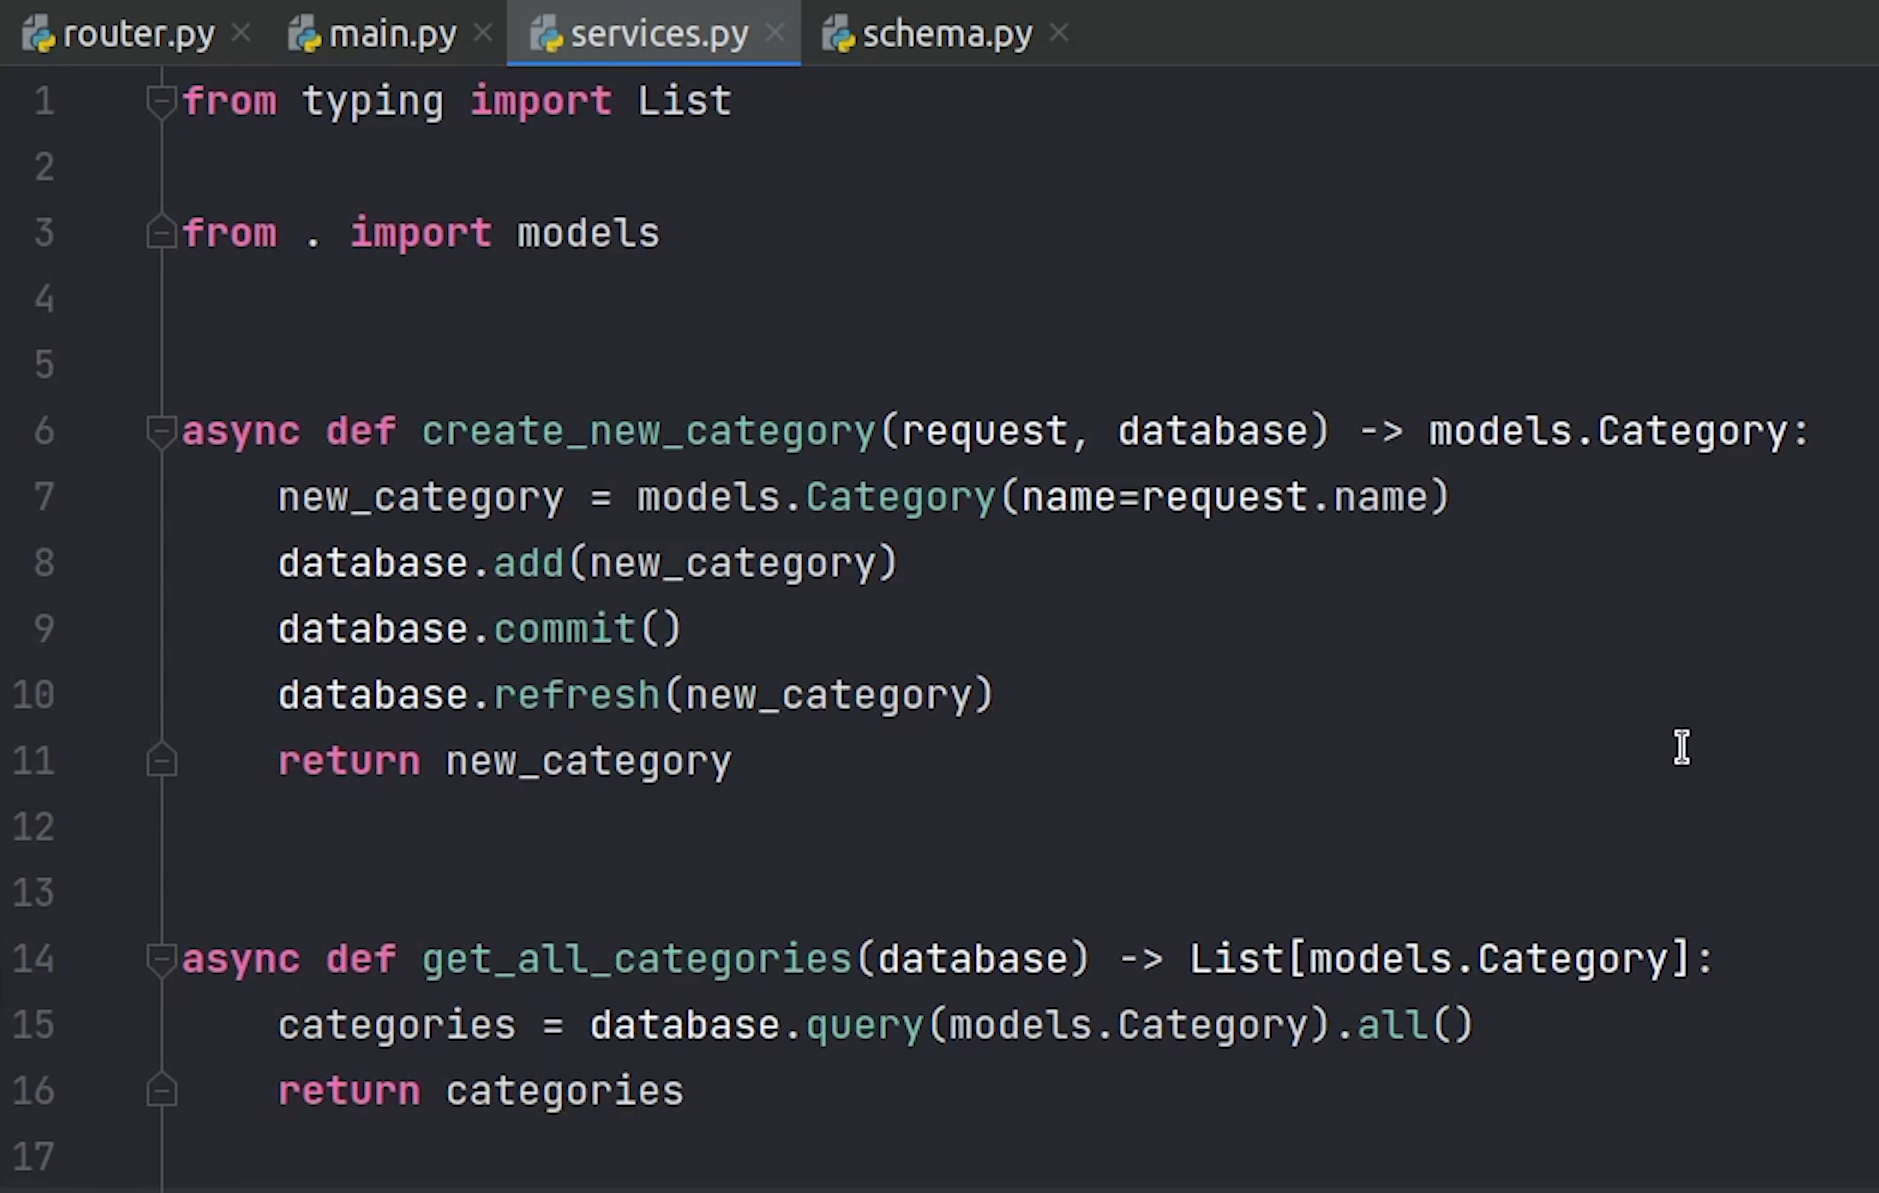 router.py main.py services.py schema.py
1 from typing import List
2
3 from . import models
4
5
6 async def create_new_category(request, database) -> models.Category:
7     new_category = models.Category(name=request.name)
8     database.add(new_category)
9     database.commit()
10     database.refresh(new_category)
11     return new_category
12
13
14 async def get_all_categories(database) -> List[models.Category]:
15     categories = database.query(models.Category).all()
16     return categories
17